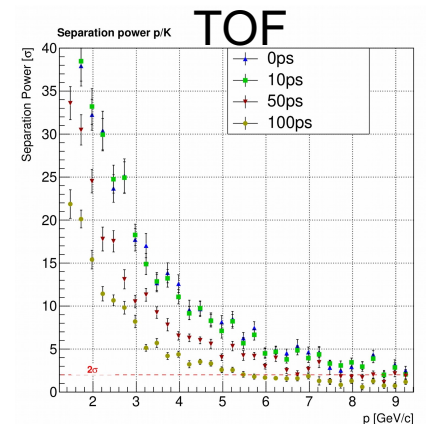 TOF
Separation power p/K
Separation Power [σ]
40
35
30
25
20
15
10
5
0
0ps
10ps
50ps
100ps
2σ
2 3 4 5 6 7 8 9
p [GeV/c]